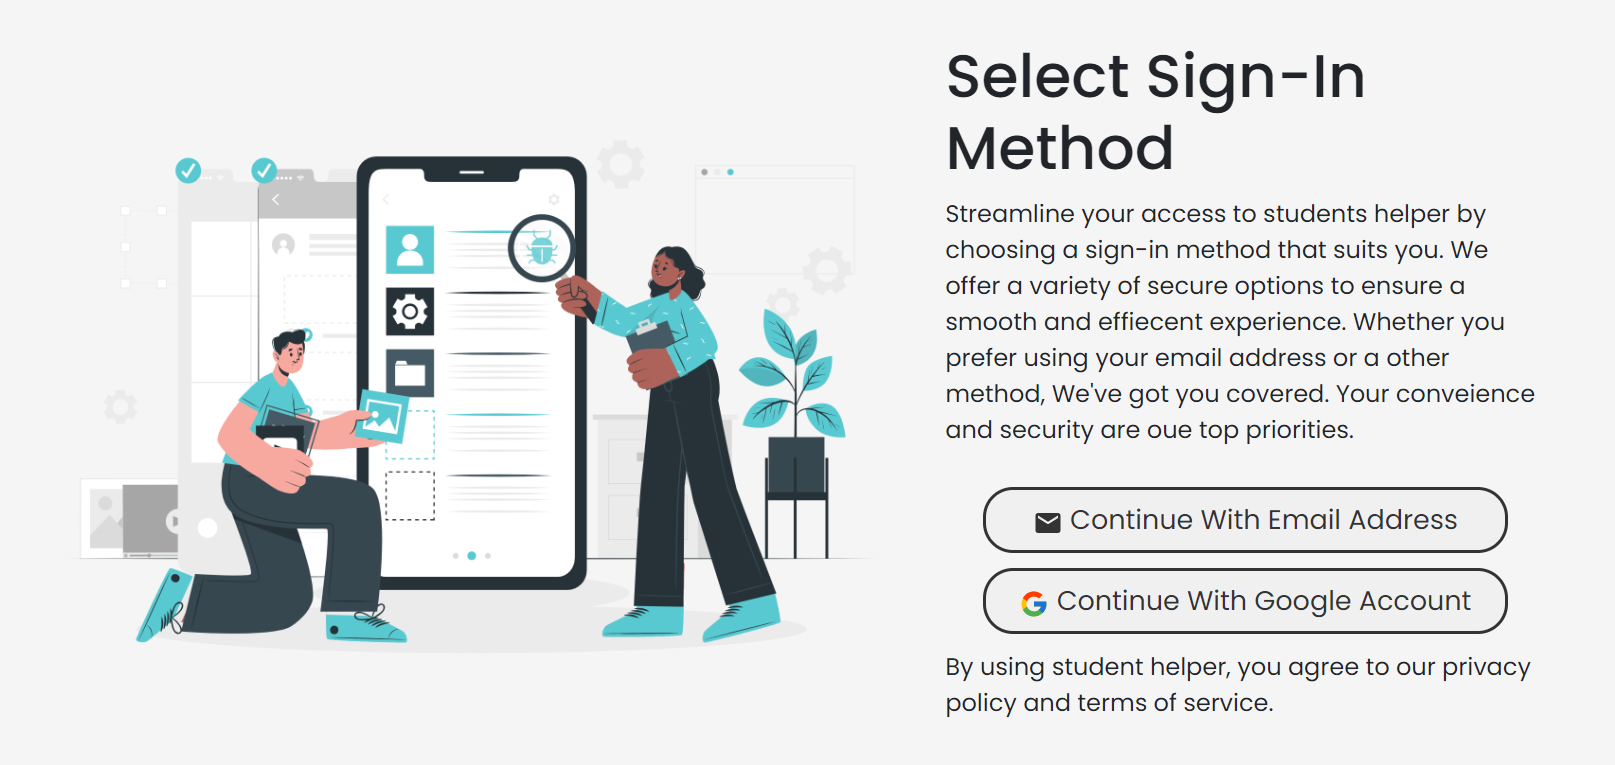 Select Sign-In
Method
Streamline your access to students helper by
choosing a sign-in method that suits you. We
offer a variety of secure options to ensure a
smooth and effiecent experience. Whether you
prefer using your email address or a other
method, We've got you covered. Your conveience
and security are oue top priorities.
Continue With Email Address
Continue With Google Account
By using student helper, you agree to our privacy
policy and terms of service.